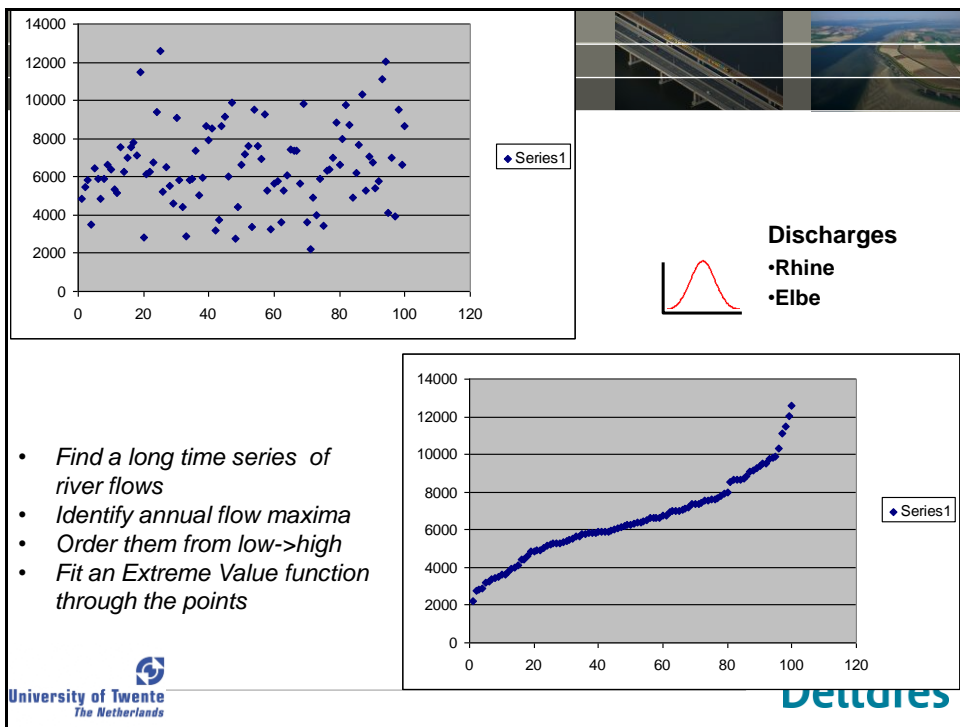 14000
12000
10000
8000
6000
4000
2000
0
0 20 40 60 80 100 120
Series1
Discharges
•Rhine
•Elbe
• Find a long time series of
river flows
• Identify annual flow maxima
• Order them from low->high
• Fit an Extreme Value function
through the points
14000
12000
10000
8000
6000
4000
2000
0
0 20 40 60 80 100 120
Series1
University of Twente
The Netherlands
Deltares